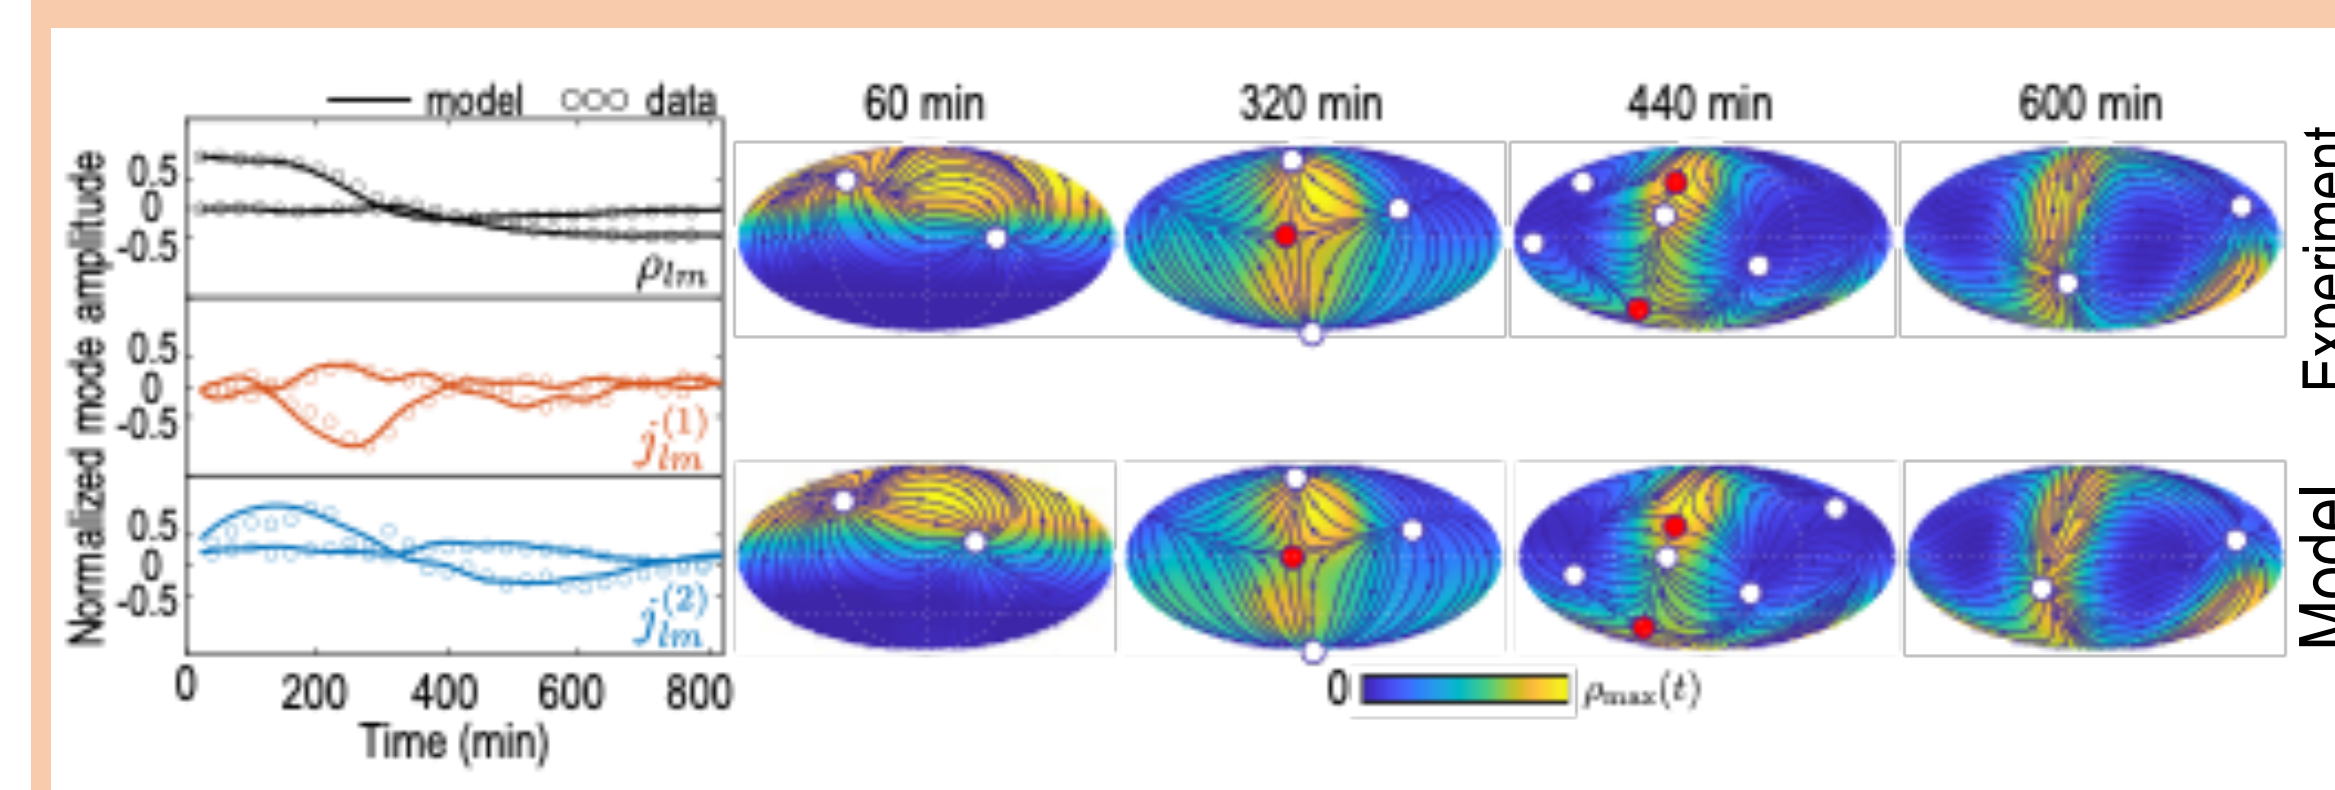 model data
60 min 320 min 440 min 600 min
Normalized mode amplitude
0.5
0
-0.5
ρlm
0.5
0
-0.5
j(1)lm
0.5
0
-0.5
j(2)lm
0 200 400 600 800
Time (min)
Experiment
Model
0 ρmax(t)